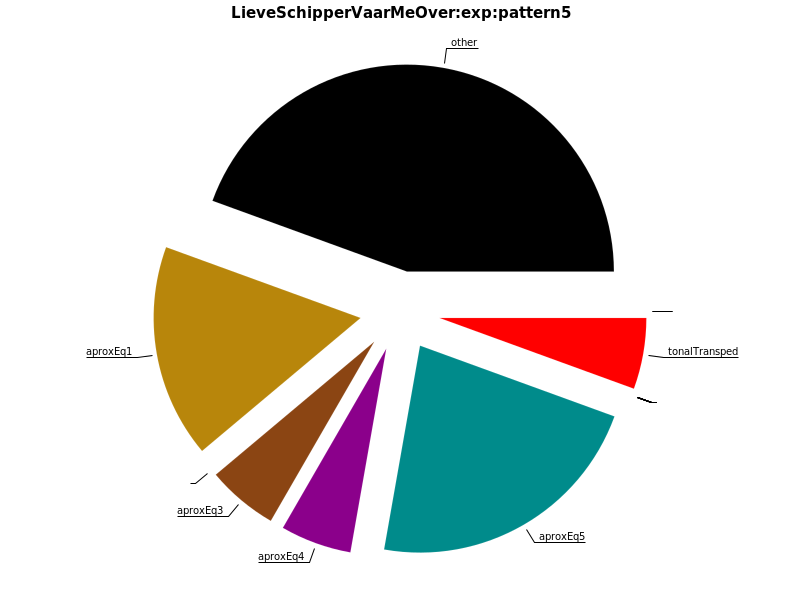 LieveSchipperVaarMeOver:exp:pattern5
other
aproxEq1
tonalTransped
aproxEq3
aproxEq5
aproxEq4